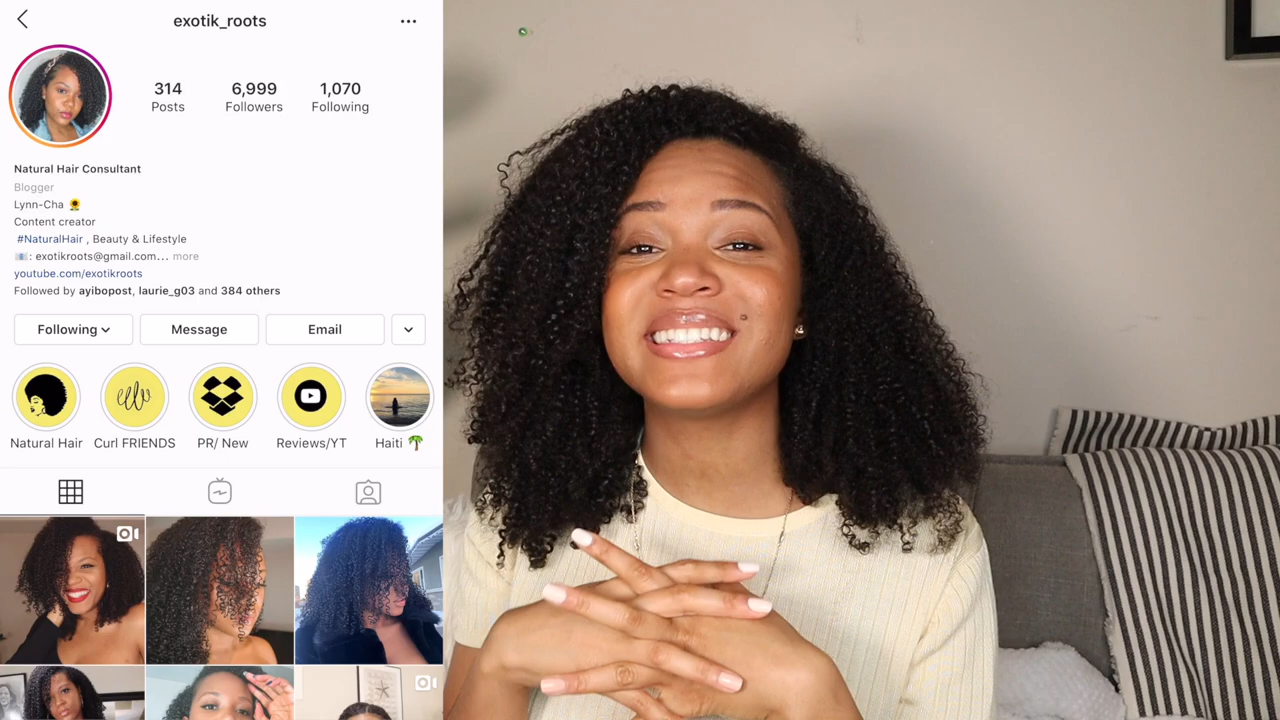 exotik_roots
314 6,999 1,070
Posts Followers Following
Natural Hair Consultant
Blogger
Lynn-Cha 🌻
Content creator
#NaturalHair , Beauty & Lifestyle
📧: exotikroots@gmail.com... more
youtube.com/exotikroots
Followed by ayibopost, laurie_g03 and 384 others
Following Message Email
Natural Hair Curl FRIENDS PR/ New Reviews/YT Haiti 🌴